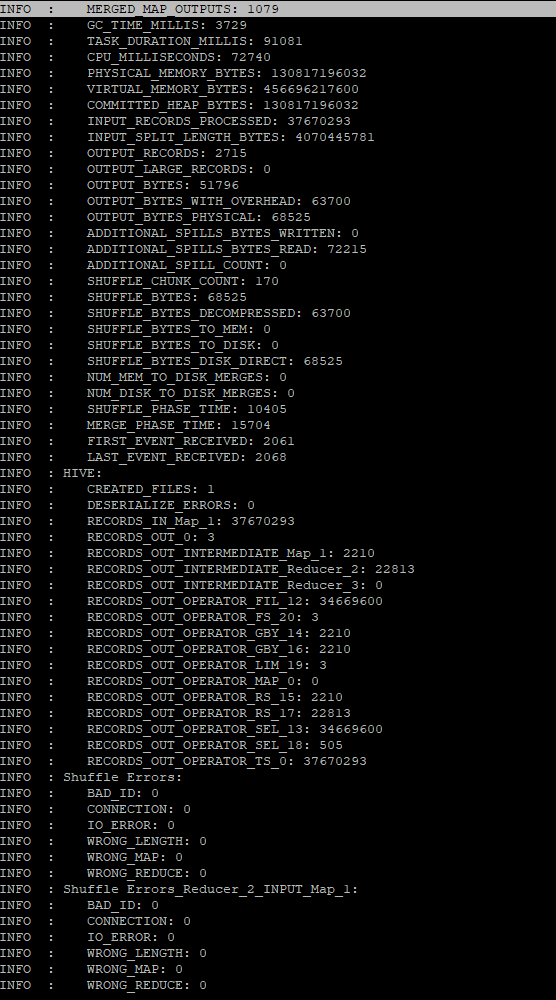 INFO  :     MERGED_MAP_OUTPUTS: 1079
INFO  :     GC_TIME_MILLIS: 3729
INFO  :     TASK_DURATION_MILLIS: 91081
INFO  :     CPU_MILLISECONDS: 72740
INFO  :     PHYSICAL_MEMORY_BYTES: 130817196032
INFO  :     VIRTUAL_MEMORY_BYTES: 456696217600
INFO  :     COMMITTED_HEAP_BYTES: 130817196032
INFO  :     INPUT_RECORDS_PROCESSED: 37670293
INFO  :     INPUT_SPLIT_LENGTH_BYTES: 4070445781
INFO  :     OUTPUT_RECORDS: 2715
INFO  :     OUTPUT_LARGE_RECORDS: 0
INFO  :     OUTPUT_BYTES: 51796
INFO  :     OUTPUT_BYTES_WITH_OVERHEAD: 63700
INFO  :     OUTPUT_BYTES_PHYSICAL: 68525
INFO  :     ADDITIONAL_SPILLS_BYTES_WRITTEN: 0
INFO  :     ADDITIONAL_SPILLS_BYTES_READ: 72215
INFO  :     ADDITIONAL_SPILL_COUNT: 0
INFO  :     SHUFFLE_CHUNK_COUNT: 170
INFO  :     SHUFFLE_BYTES: 68525
INFO  :     SHUFFLE_BYTES_DECOMPRESSED: 63700
INFO  :     SHUFFLE_BYTES_TO_MEM: 0
INFO  :     SHUFFLE_BYTES_TO_DISK: 0
INFO  :     SHUFFLE_BYTES_DISK_DIRECT: 68525
INFO  :     NUM_MEM_TO_DISK_MERGES: 0
INFO  :     NUM_DISK_TO_DISK_MERGES: 0
INFO  :     SHUFFLE_PHASE_TIME: 10405
INFO  :     MERGE_PHASE_TIME: 15704
INFO  :     FIRST_EVENT_RECEIVED: 2061
INFO  :     LAST_EVENT_RECEIVED: 2068
INFO  : HIVE:
INFO  :     CREATED_FILES: 1
INFO  :     DESERIALIZE_ERRORS: 0
INFO  :     RECORDS_IN_Map_1: 37670293
INFO  :     RECORDS_OUT_0: 3
INFO  :     RECORDS_OUT_INTERMEDIATE_Map_1: 2210
INFO  :     RECORDS_OUT_INTERMEDIATE_Reducer_2: 22813
INFO  :     RECORDS_OUT_INTERMEDIATE_Reducer_3: 0
INFO  :     RECORDS_OUT_OPERATOR_FIL_12: 34669600
INFO  :     RECORDS_OUT_OPERATOR_FS_20: 3
INFO  :     RECORDS_OUT_OPERATOR_GBY_14: 2210
INFO  :     RECORDS_OUT_OPERATOR_GBY_16: 2210
INFO  :     RECORDS_OUT_OPERATOR_LIM_19: 3
INFO  :     RECORDS_OUT_OPERATOR_MAP_0: 0
INFO  :     RECORDS_OUT_OPERATOR_RS_15: 2210
INFO  :     RECORDS_OUT_OPERATOR_RS_17: 22813
INFO  :     RECORDS_OUT_OPERATOR_SEL_13: 34669600
INFO  :     RECORDS_OUT_OPERATOR_SEL_18: 505
INFO  :     RECORDS_OUT_OPERATOR_TS_0: 37670293
INFO  : Shuffle Errors:
INFO  :     BAD_ID: 0
INFO  :     CONNECTION: 0
INFO  :     IO_ERROR: 0
INFO  :     WRONG_LENGTH: 0
INFO  :     WRONG_MAP: 0
INFO  :     WRONG_REDUCE: 0
INFO  : Shuffle Errors_Reducer_2_INPUT_Map_1:
INFO  :     BAD_ID: 0
INFO  :     CONNECTION: 0
INFO  :     IO_ERROR: 0
INFO  :     WRONG_LENGTH: 0
INFO  :     WRONG_MAP: 0
INFO  :     WRONG_REDUCE: 0